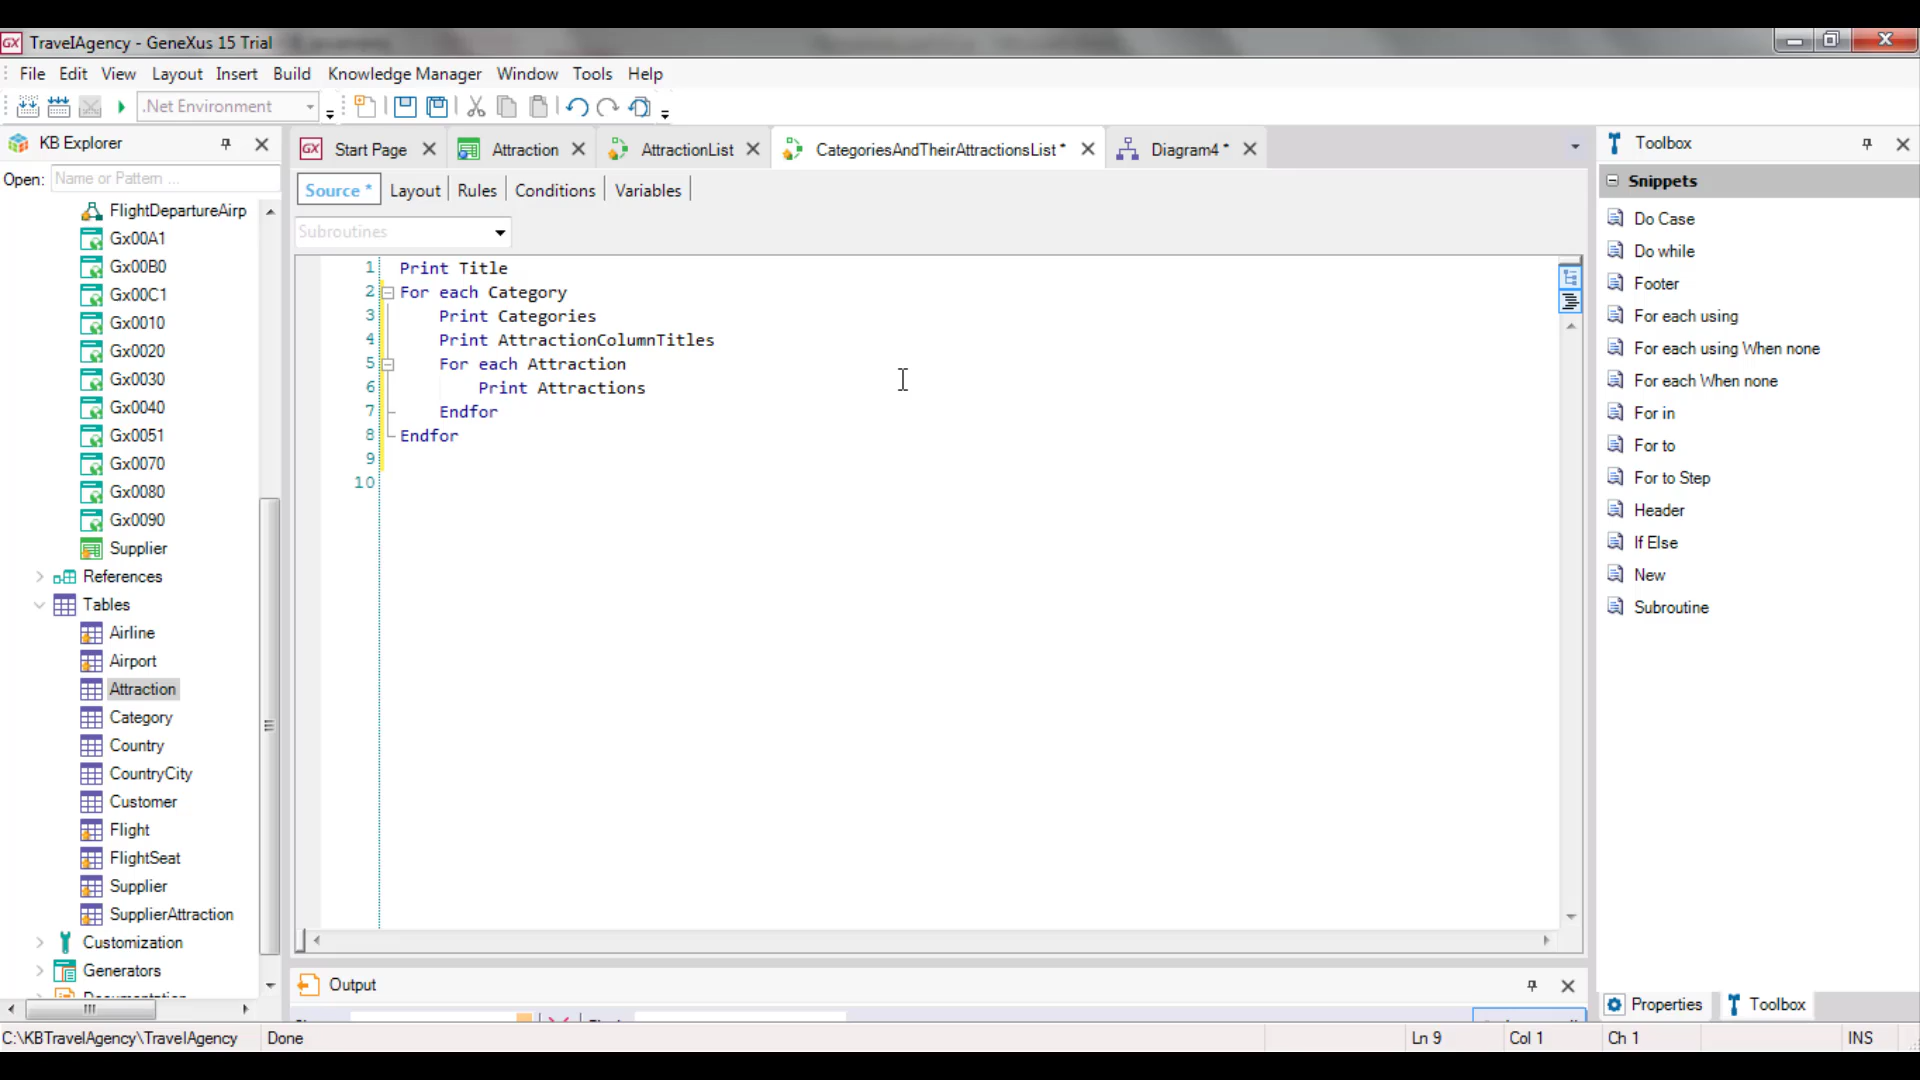 TravelAgency - GeneXus 15 Trial
File Edit View Layout Insert Build Knowledge Manager Window Tools Help
.Net Environment
KB Explorer
Open: Name or Pattern ...
FlightDepartureAirp
Gx00A1
Gx00B0
Gx00C1
Gx0010
Gx0020
Gx0030
Gx0040
Gx0051
Gx0070
Gx0080
Gx0090
Supplier
References
Tables
Airline
Airport
Attraction
Category
Country
CountryCity
Customer
Flight
FlightSeat
Supplier
SupplierAttraction
Customization
Generators
Start Page
Attraction
AttractionList
CategoriesAndTheirAttractionsList *
Diagram4 *
Source * Layout Rules Conditions Variables
Subroutines
1 Print Title
2 For each Category
3 Print Categories
4 Print AttractionColumnTitles
5 For each Attraction
6 Print Attractions
7 Endfor
8 Endfor
9
10
Output
Toolbox
Snippets
Do Case
Do while
Footer
For each using
For each using When none
For each When none
For in
For to
For to Step
Header
If Else
New
Subroutine
Properties Toolbox
C:\KBTravelAgency\TravelAgency Done Ln 9 Col 1 Ch 1 INS